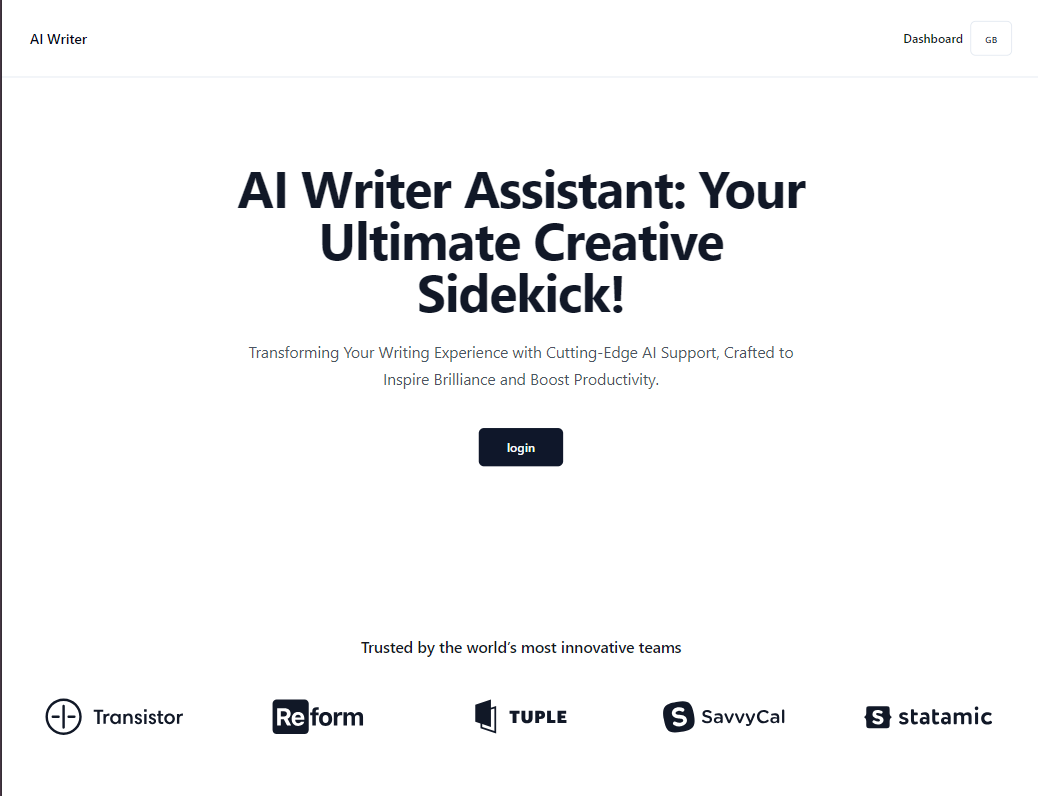 AI Writer
Dashboard
GB
AI Writer Assistant: Your
Ultimate Creative
Sidekick!
Transforming Your Writing Experience with Cutting-Edge AI Support, Crafted to
Inspire Brilliance and Boost Productivity.
login
Trusted by the world’s most innovative teams
Transistor
Reform
TUPLE
S SavvyCal
S statamic